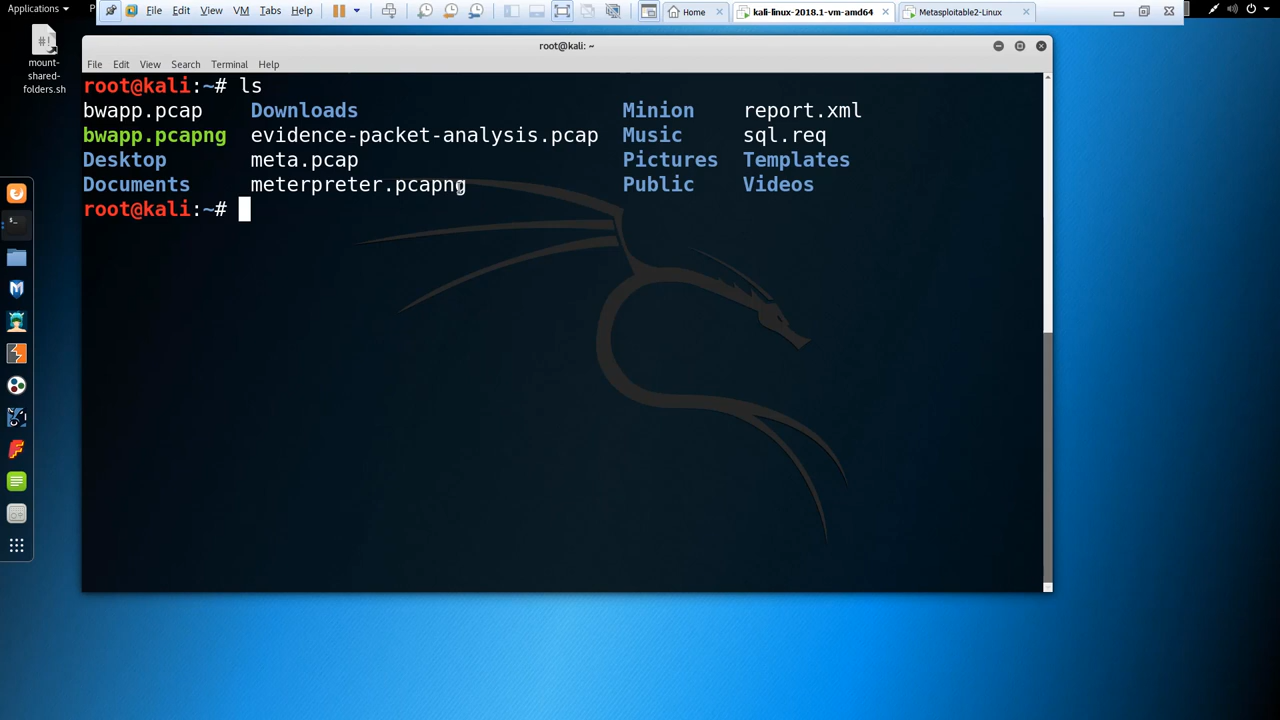 Applications
P
File Edit View VM Tabs Help
Home
kali-linux-2018.1-vm-amd64
Metasploitable2-Linux
#!
mount-
shared-
folders.sh
root@kali: ~
File Edit View Search Terminal Help
root@kali:~# ls
bwapp.pcap Downloads Minion report.xml
bwapp.pcapng evidence-packet-analysis.pcap Music sql.req
Desktop meta.pcap Pictures Templates
Documents meterpreter.pcapng Public Videos
root@kali:~#